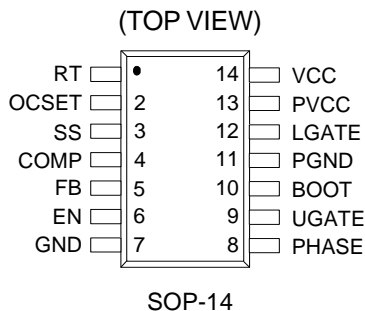 (TOP VIEW)
RT 14 VCC
OCSET 2 13 PVCC
SS 3 12 LGATE
COMP 4 11 PGND
FB 5 10 BOOT
EN 6 9 UGATE
GND 7 8 PHASE
SOP-14